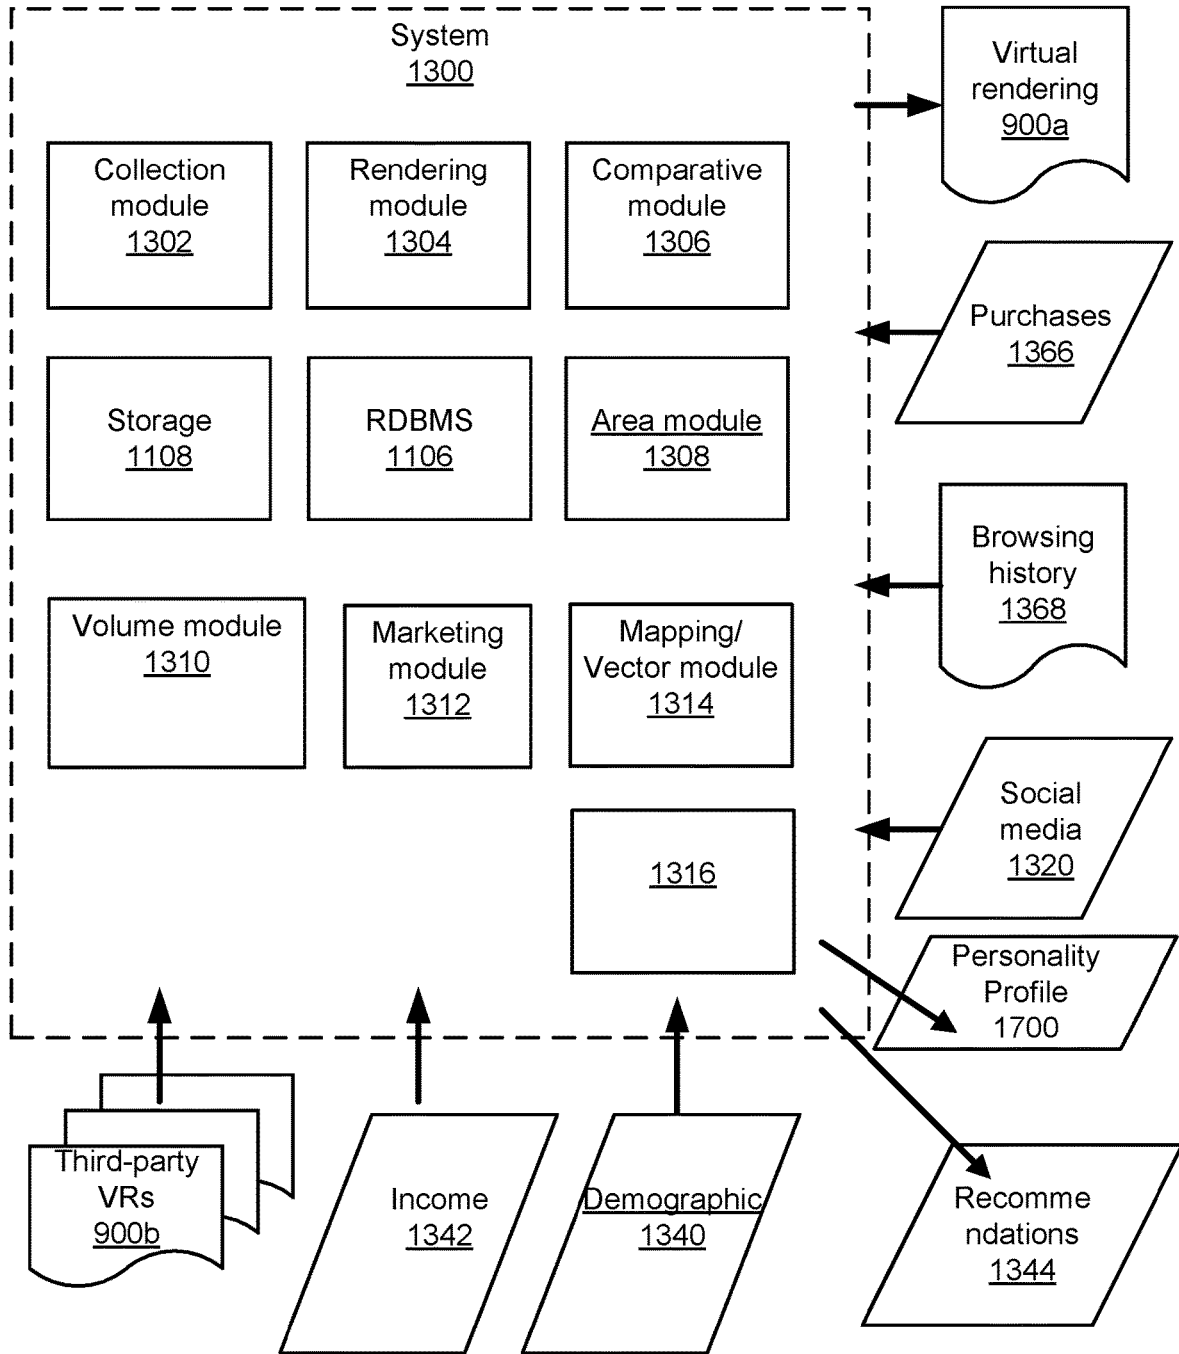 System
1300
Virtual
rendering
900a
Collection
module
1302
Rendering
module
1304
Comparative
module
1306
Purchases
1366
Storage
1108
RDBMS
1106
Area module
1308
Browsing
history
1368
Volume module
1310
Marketing
module
1312
Mapping/
Vector module
1314
Social
media
1320
1316
Personality
Profile
1700
Third-party
VRs
900b
Income
1342
Demographic
1340
Recomme
ndations
1344